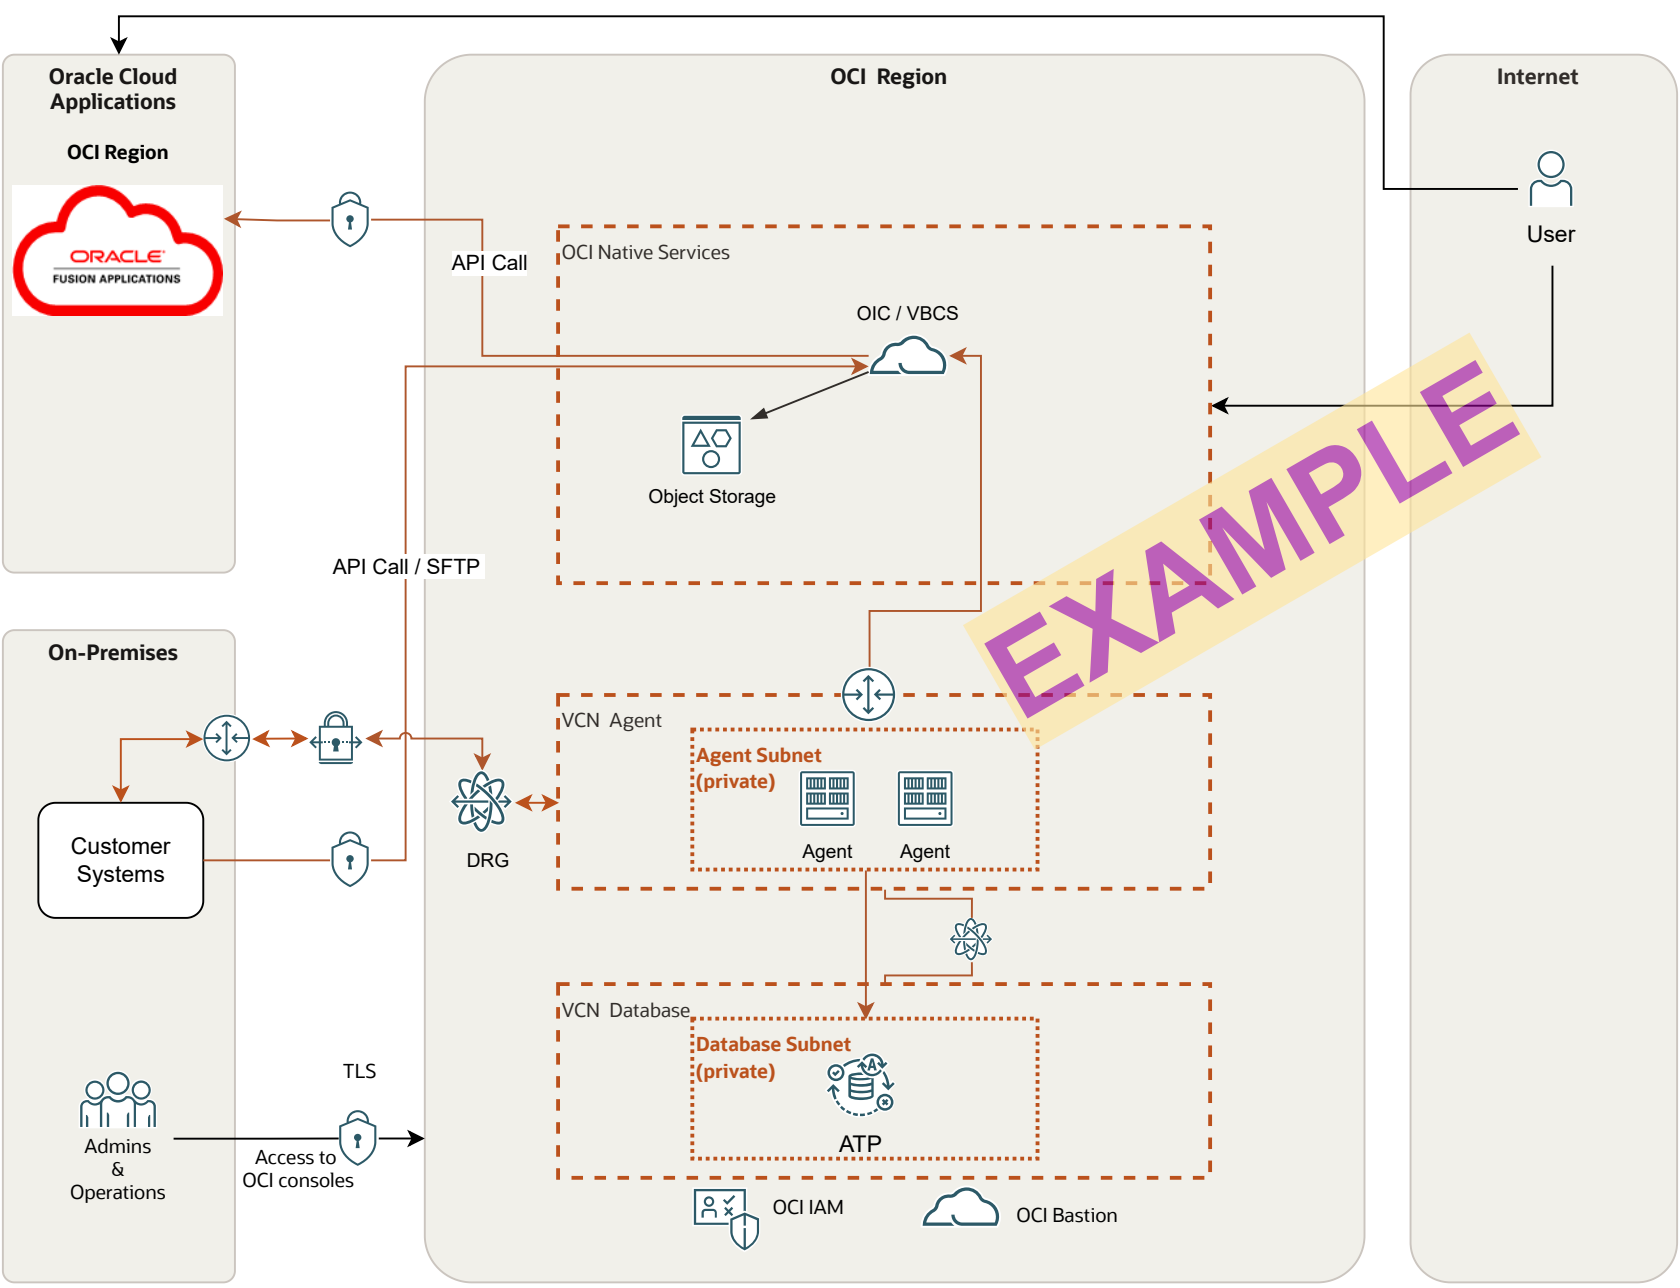 Oracle Cloud
Applications
OCI Region
ORACLE
FUSION APPLICATIONS
OCI Region
Internet
User
API Call
OCI Native Services
OIC / VBCS
Object Storage
API Call / SFTP
EXAMPLE
On-Premises
Customer
Systems
DRG
VCN Agent
Agent Subnet
(private)
Agent
Agent
VCN Database
Database Subnet
(private)
A
ATP
TLS
Admins
&
Operations
Access to
OCI consoles
OCI IAM
OCI Bastion